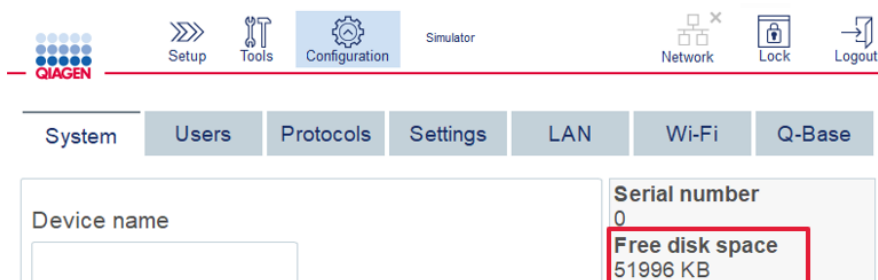 QIAGEN
Setup
Tools
Configuration
Simulator
Network
Lock
Logout
System
Users
Protocols
Settings
LAN
Wi-Fi
Q-Base
Device name
Serial number
0
Free disk space
51996 KB